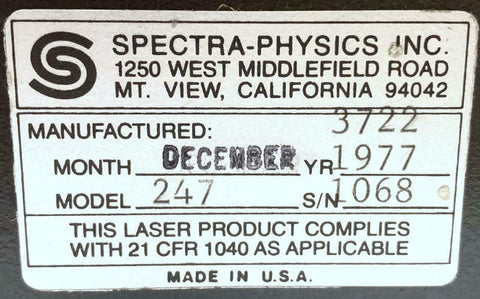 SPECTRA-PHYSICS INC.
1250 WEST MIDDLEFIELD ROAD
MT. VIEW, CALIFORNIA 94042
MANUFACTURED: 3722
MONTH DECEMBER YR 1977
MODEL 247 S/N 1068
THIS LASER PRODUCT COMPLIES
WITH 21 CFR 1040 AS APPLICABLE
MADE IN U.S.A.